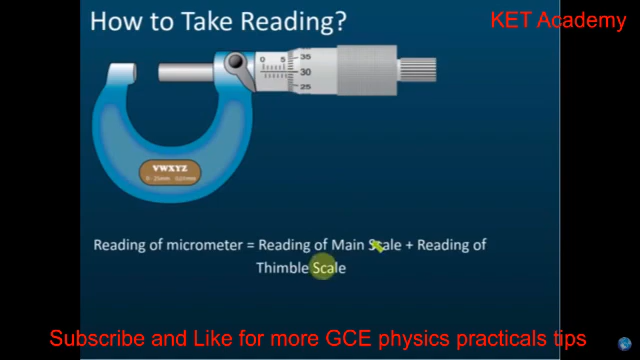 How to Take Reading?
KET Academy
0 5
35
30
25
VWXYZ
Reading of micrometer = Reading of Main Scale + Reading of
Thimble Scale
Subscribe and Like for more GCE physics practicals tips